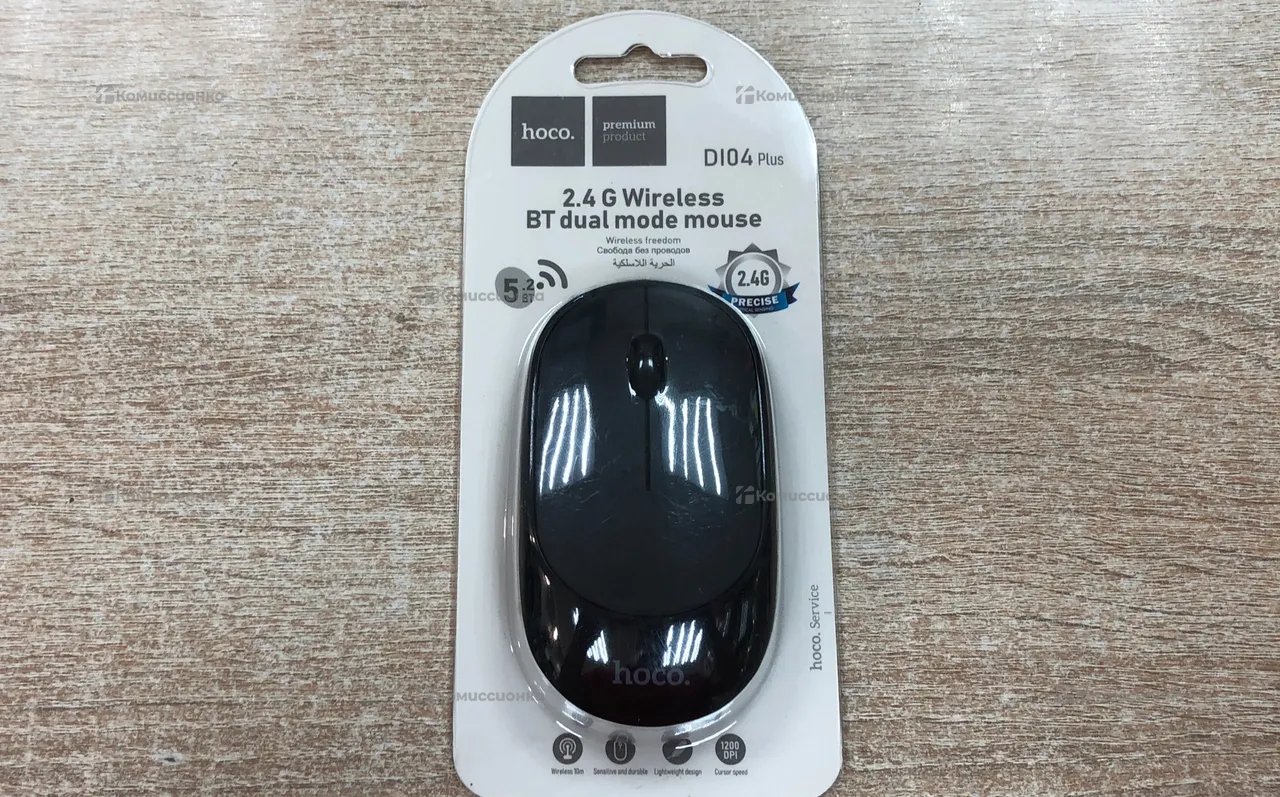 Комиссионко
Комиссионко
hoco.
premium
product
DI04 Plus
2.4 G Wireless
BT dual mode mouse
Wireless freedom
Свобода без проводов
الحرية اللاسلكية
5.2
BT
2.4G
PRECISE
hoco.
hoco. Service
Wireless 10m
Sensitive and durable
Lightweight design
1200
DPI
Cursor speed